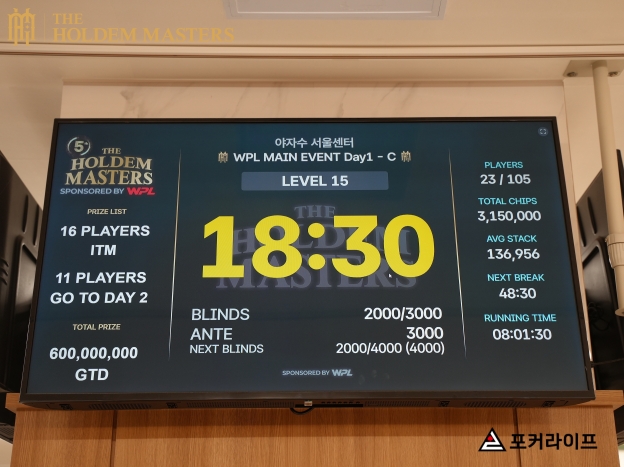 THE
HOLDEM MASTERS
5
THE
HOLDEM
MASTERS
SPONSORED BY WPL
PRIZE LIST
16 PLAYERS
ITM
11 PLAYERS
GO TO DAY 2
TOTAL PRIZE
600,000,000
GTD
야자수 서울센터
WPL MAIN EVENT Day1 - C
LEVEL 15
THE
HOLDEM
MASTERS
18:30
BLINDS 2000/3000
ANTE 3000
NEXT BLINDS 2000/4000 (4000)
SPONSORED BY WPL
PLAYERS
23 / 105
TOTAL CHIPS
3,150,000
AVG STACK
136,956
NEXT BREAK
48:30
RUNNING TIME
08:01:30
포커라이프